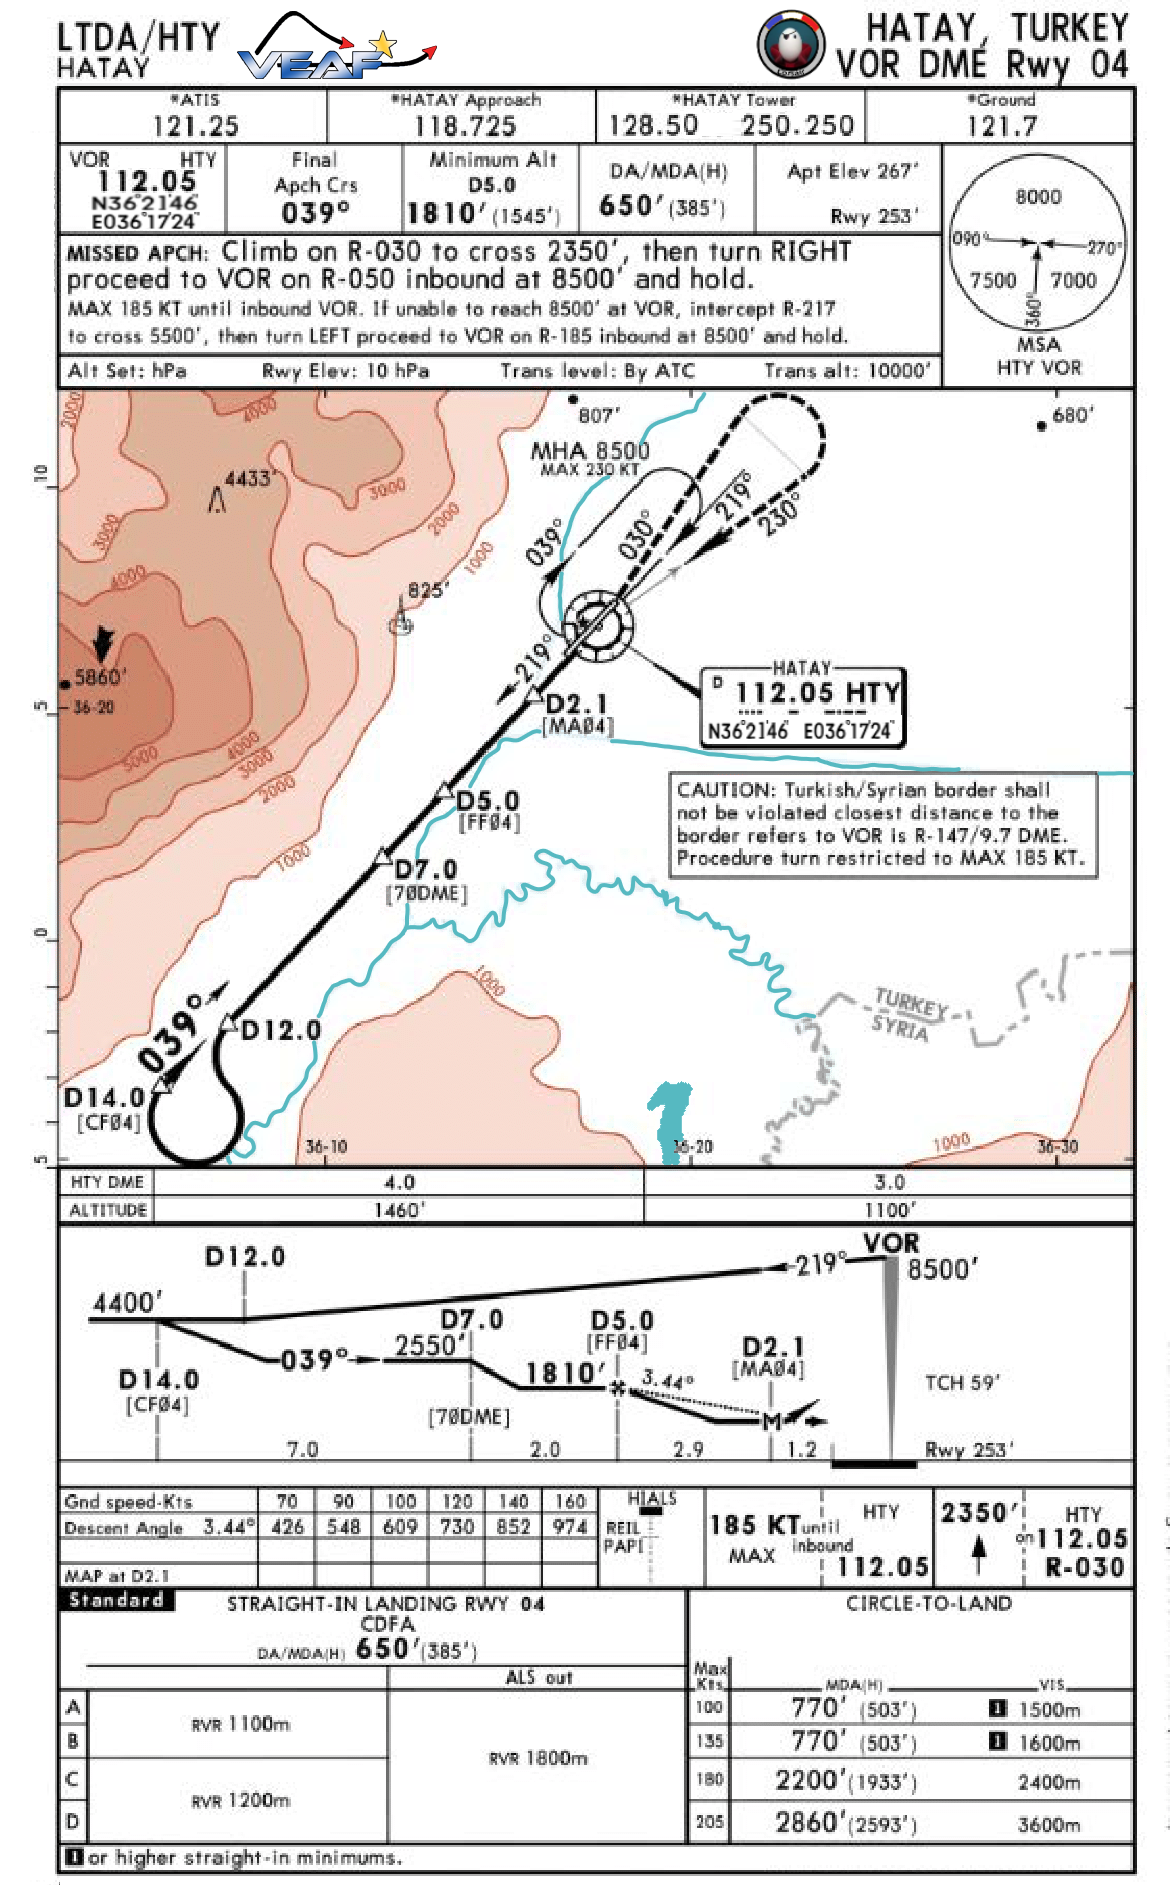 LTDA/HTY
HATAY
VEAF
HATAY, TURKEY
VOR DME Rwy 04
*ATIS
121.25
*HATAY Approach
118.725
*HATAY Tower
128.50 250.250
*Ground
121.7
VOR HTY
112.05
N36°21'46" E036°17'24"
Final
Apch Crs
039°
Minimum Alt
D5.0
1810' (1545')
DA/MDA(H)
650' (385')
Apt Elev 267'
Rwy 253'
MISSED APCH: Climb on R-030 to cross 2350', then turn RIGHT
proceed to VOR on R-050 inbound at 8500' and hold.
MAX 185 KT until inbound VOR. If unable to reach 8500' at VOR, intercept R-217
to cross 5500', then turn LEFT proceed to VOR on R-185 inbound at 8500' and hold.
Alt Set: hPa Rwy Elev: 10 hPa Trans level: By ATC Trans alt: 10000'
8000
090° 270°
7500 7000
360°
MSA
HTY VOR
3000
4000
807'
680'
MHA 8500
MAX 230 KT
10
4433'
3000
2000
3000
1000
4000
219°
230°
030°
039°
825'
219°
5860'
5
36-20
5000
4000
3000
2000
1000
HATAY
D 112.05 HTY
N36°21'46" E036°17'24"
D2.1
[MA04]
D5.0
[FF04]
CAUTION: Turkish/Syrian border shall
not be violated closest distance to the
border refers to VOR is R-147/9.7 DME.
Procedure turn restricted to MAX 185 KT.
D7.0
[70DME]
0
1000
TURKEY
SYRIA
039°
D12.0
D14.0
[CF04]
5
36-10
36-20
1000
36-30
HTY DME 4.0 3.0
ALTITUDE 1460' 1100'
VOR
8500'
219°
D12.0
4400'
D7.0
D5.0
[FF04]
D2.1
[MA04]
039° 2550'
1810'
3.44°
M
D14.0
[CF04]
[70DME]
TCH 59'
7.0 2.0 2.9 1.2
Rwy 253'
Gnd speed-Kts 70 90 100 120 140 160
Descent Angle 3.44° 426 548 609 730 852 974
MAP at D2.1
HIALS
REIL
PAPI
185 KT until
MAX inbound
HTY
112.05
2350'
on
HTY
112.05
R-030
Standard
STRAIGHT-IN LANDING RWY 04
CDFA
DA/MDA(H) 650' (385')
ALS out
A
B
C
D
RVR 1100m
RVR 1200m
RVR 1800m
CIRCLE-TO-LAND
Max
Kts
MDA(H) VIS
100 770' (503') 1 1500m
135 770' (503') 1 1600m
180 2200' (1933') 2400m
205 2860' (2593') 3600m
1 or higher straight-in minimums.